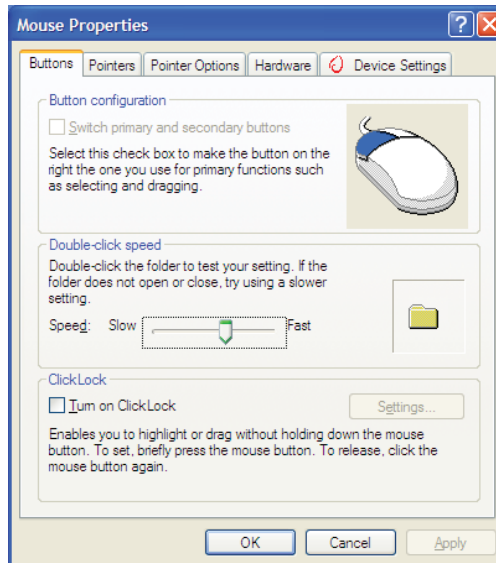 Mouse Properties
Buttons Pointers Pointer Options Hardware Device Settings
Button configuration
Switch primary and secondary buttons
Select this check box to make the button on the
right the one you use for primary functions such
as selecting and dragging.
Double-click speed
Double-click the folder to test your setting. If the
folder does not open or close, try using a slower
setting.
Speed: Slow Fast
ClickLock
Turn on ClickLock Settings...
Enables you to highlight or drag without holding down the mouse
button. To set, briefly press the mouse button. To release, click the
mouse button again.
OK Cancel Apply